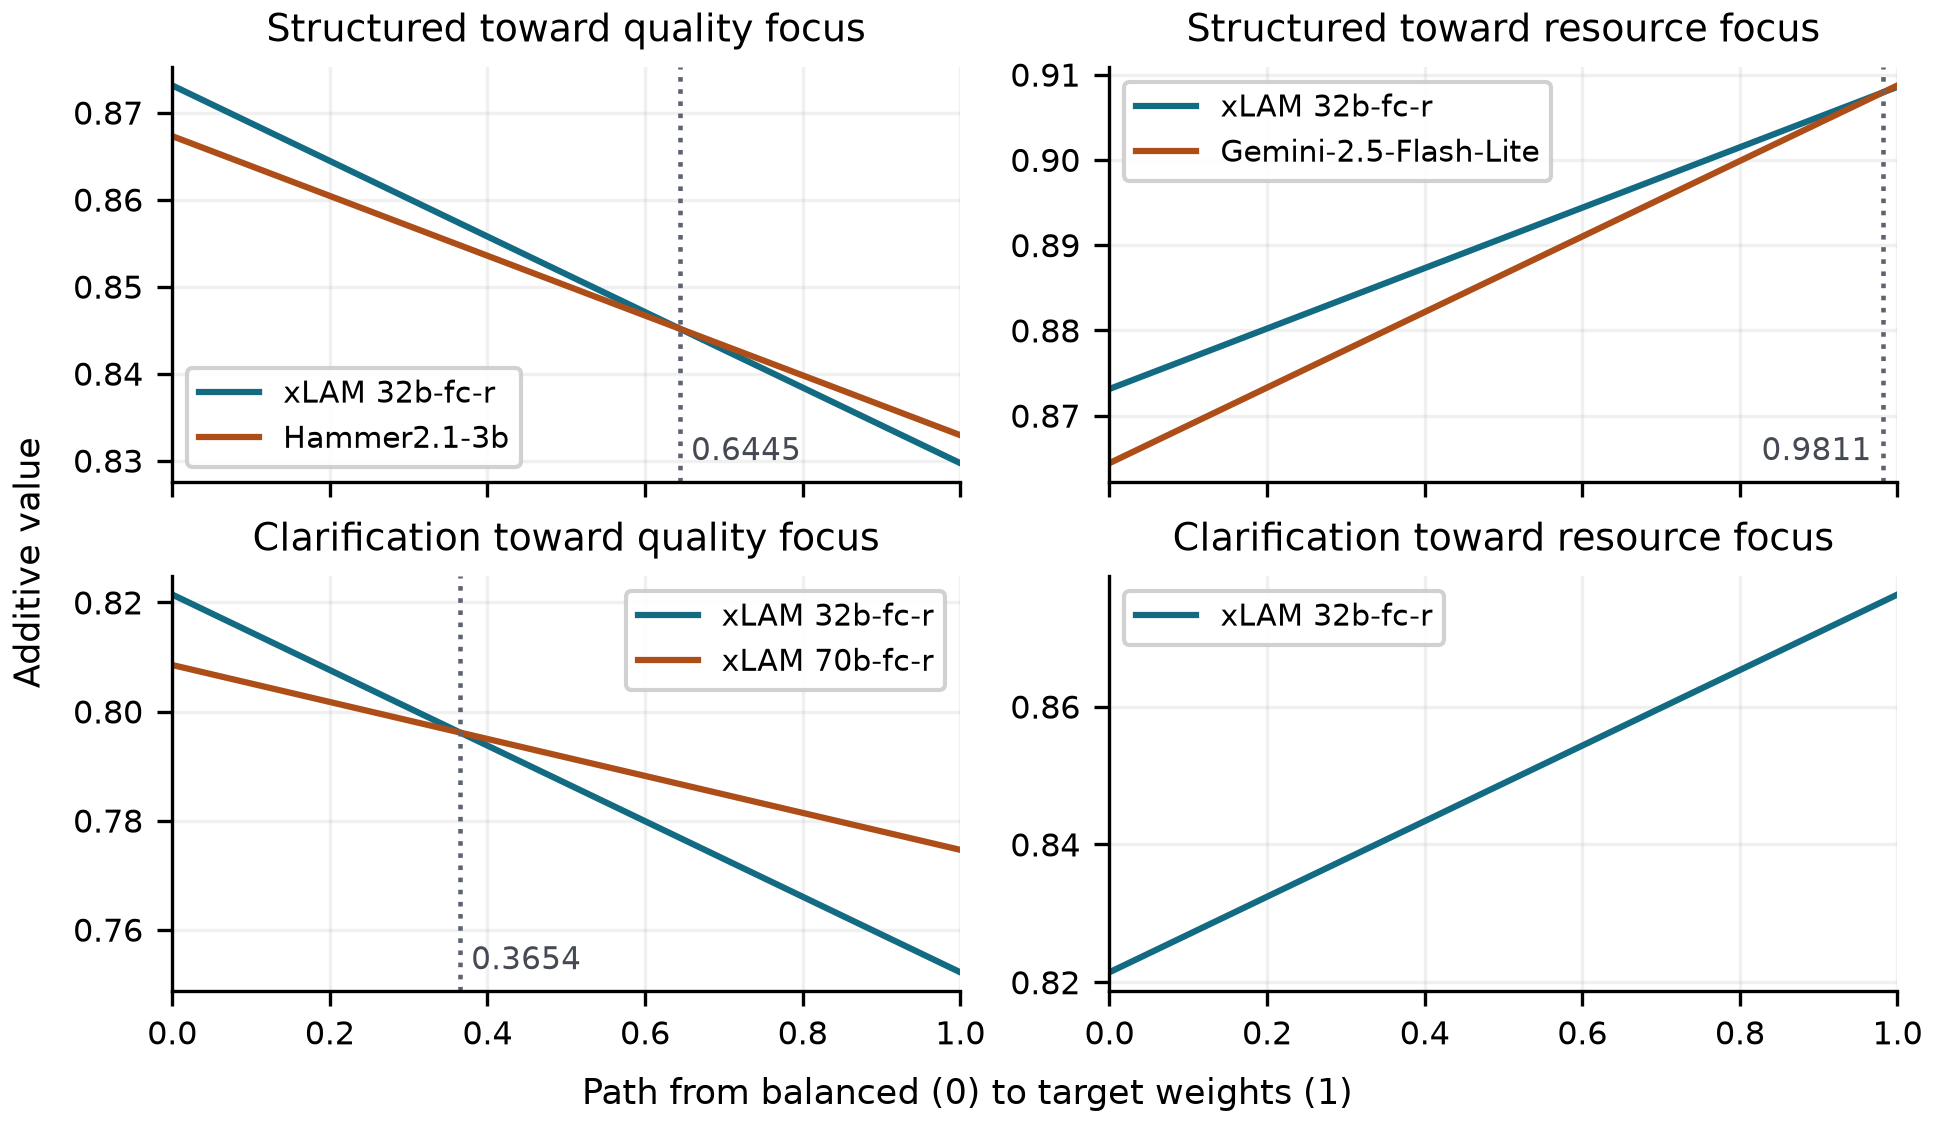 Structured toward quality focus
0.87
0.86
0.85
0.84
0.83
xLAM 32b-fc-r
Hammer2.1-3b
0.6445
Structured toward resource focus
0.91
0.90
0.89
0.88
0.87
xLAM 32b-fc-r
Gemini-2.5-Flash-Lite
0.9811
Additive value
Clarification toward quality focus
0.82
0.80
0.78
0.76
xLAM 32b-fc-r
xLAM 70b-fc-r
0.3654
0.0 0.2 0.4 0.6 0.8 1.0
Clarification toward resource focus
0.86
0.84
0.82
xLAM 32b-fc-r
0.0 0.2 0.4 0.6 0.8 1.0
Path from balanced (0) to target weights (1)